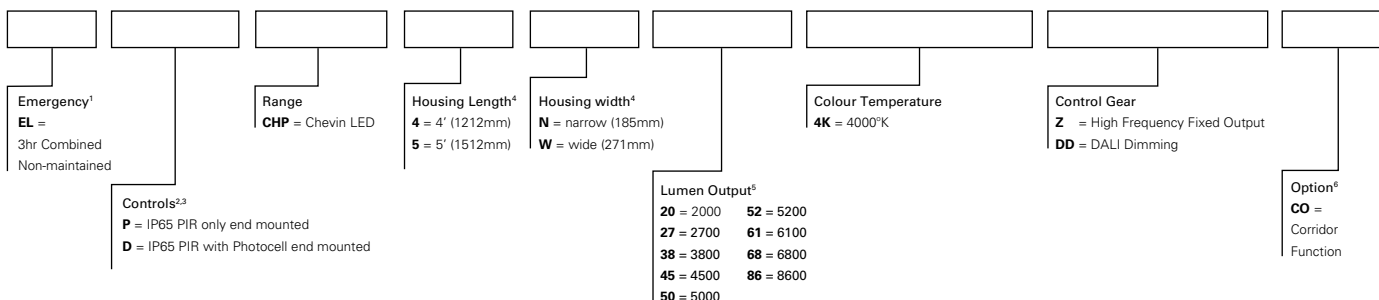 Emergency¹
EL =
3hr Combined
Non-maintained
Controls²,³
P = IP65 PIR only end mounted
D = IP65 PIR with Photocell end mounted
Range
CHP = Chevin LED
Housing Length⁴
4 = 4' (1212mm)
5 = 5' (1512mm)
Housing width⁴
N = narrow (185mm)
W = wide (271mm)
Lumen Output⁵
20 = 2000 52 = 5200
27 = 2700 61 = 6100
38 = 3800 68 = 6800
45 = 4500 86 = 8600
50 = 5000
Colour Temperature
4K = 4000°K
Control Gear
Z = High Frequency Fixed Output
DD = DALI Dimming
Option⁶
CO =
Corridor
Function